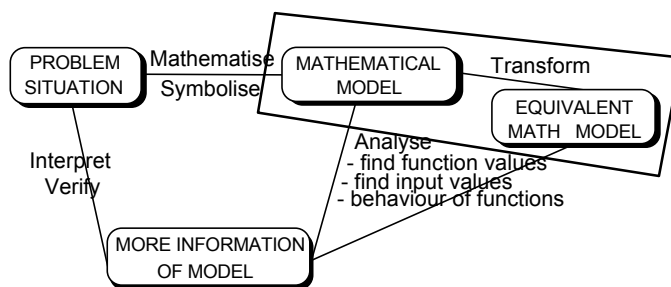 PROBLEM
SITUATION
Mathematise
Symbolise
MATHEMATICAL
MODEL
Transform
EQUIVALENT
MATH MODEL
Interpret
Verify
Analyse
- find function values
- find input values
- behaviour of functions
MORE INFORMATION
OF MODEL